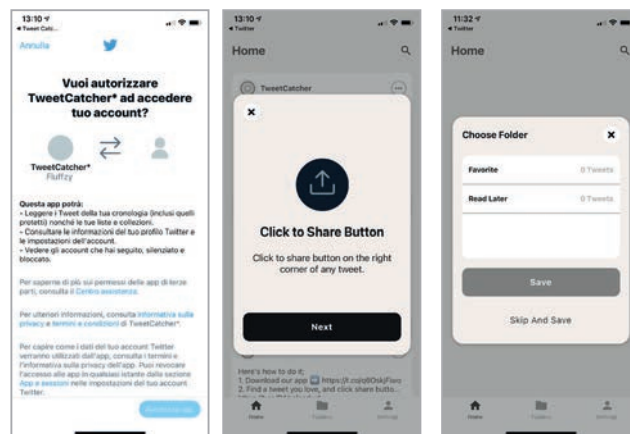 13:10
◀ Tweet Catc...
Annulla
Vuoi autorizzare
TweetCatcher* ad accedere
tuo account?
TweetCatcher*
Fluffzy
Questa app potrà:
• Leggere i Tweet della tua cronologia (inclusi quelli
protetti) nonché le tue liste e collezioni.
• Consultare le informazioni del tuo profilo Twitter e
le impostazioni dell'account.
• Vedere gli account che hai seguito, silenziato e
bloccato.
Per saperne di più sui permessi delle app di terze
parti, consulta il Centro assistenza.
Per ulteriori informazioni, consulta informativa sulla
privacy e termini e condizioni di TweetCatcher*.
Per capire come i dati del tuo account Twitter
verranno utilizzati dall'app, consulta i termini e
l'informativa sulla privacy dell'app. Puoi revocare
l'accesso alle app in qualsiasi istante dalla sezione
App e sessioni nelle impostazioni del tuo account
Twitter.
13:10
◀ Twitter
Home
TweetCatcher
Click to Share Button
Click to share button on the right
corner of any tweet.
Next
Here's how to do it;
1. Download our app
2. Find a tweet you love, and click share butto...
Home
Folders
Settings
11:32
◀ Twitter
Home
Choose Folder
Favorite 0 Tweets
Read Later 0 Tweets
Save
Skip And Save
Home
Folders
Settings